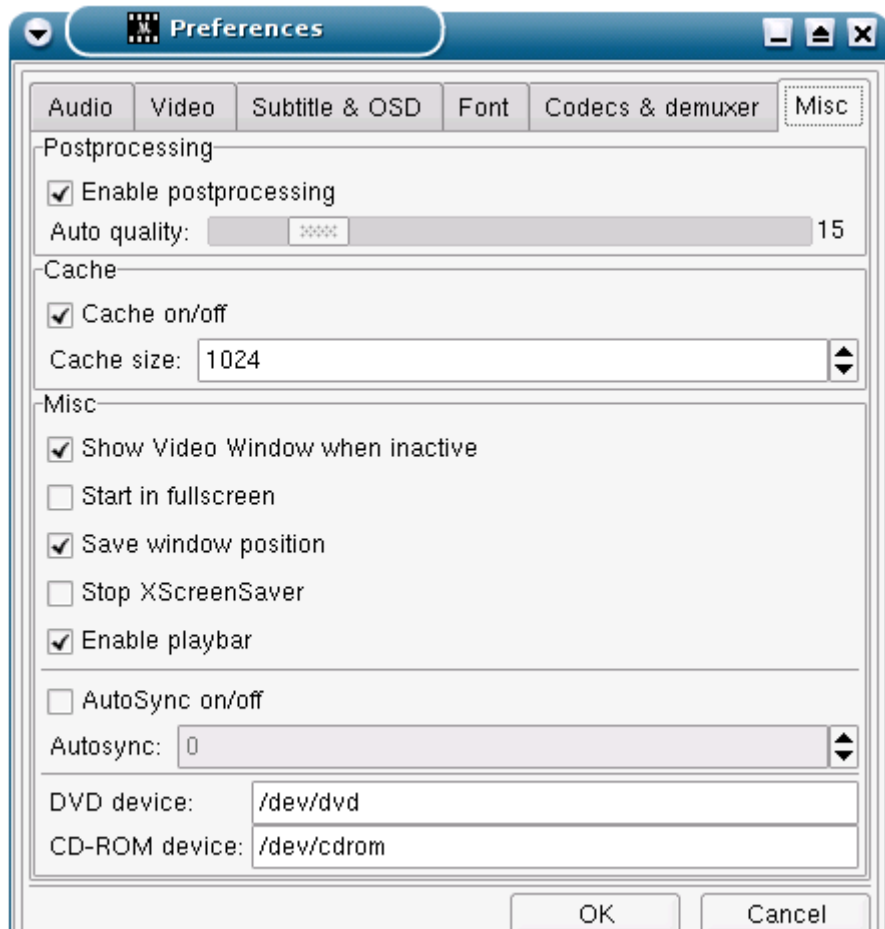 Preferences
Audio Video Subtitle & OSD Font Codecs & demuxer Misc
Postprocessing
Enable postprocessing
Auto quality: 15
Cache
Cache on/off
Cache size: 1024
Misc
Show Video Window when inactive
Start in fullscreen
Save window position
Stop XScreenSaver
Enable playbar
AutoSync on/off
Autosync: 0
DVD device: /dev/dvd
CD-ROM device: /dev/cdrom
OK Cancel